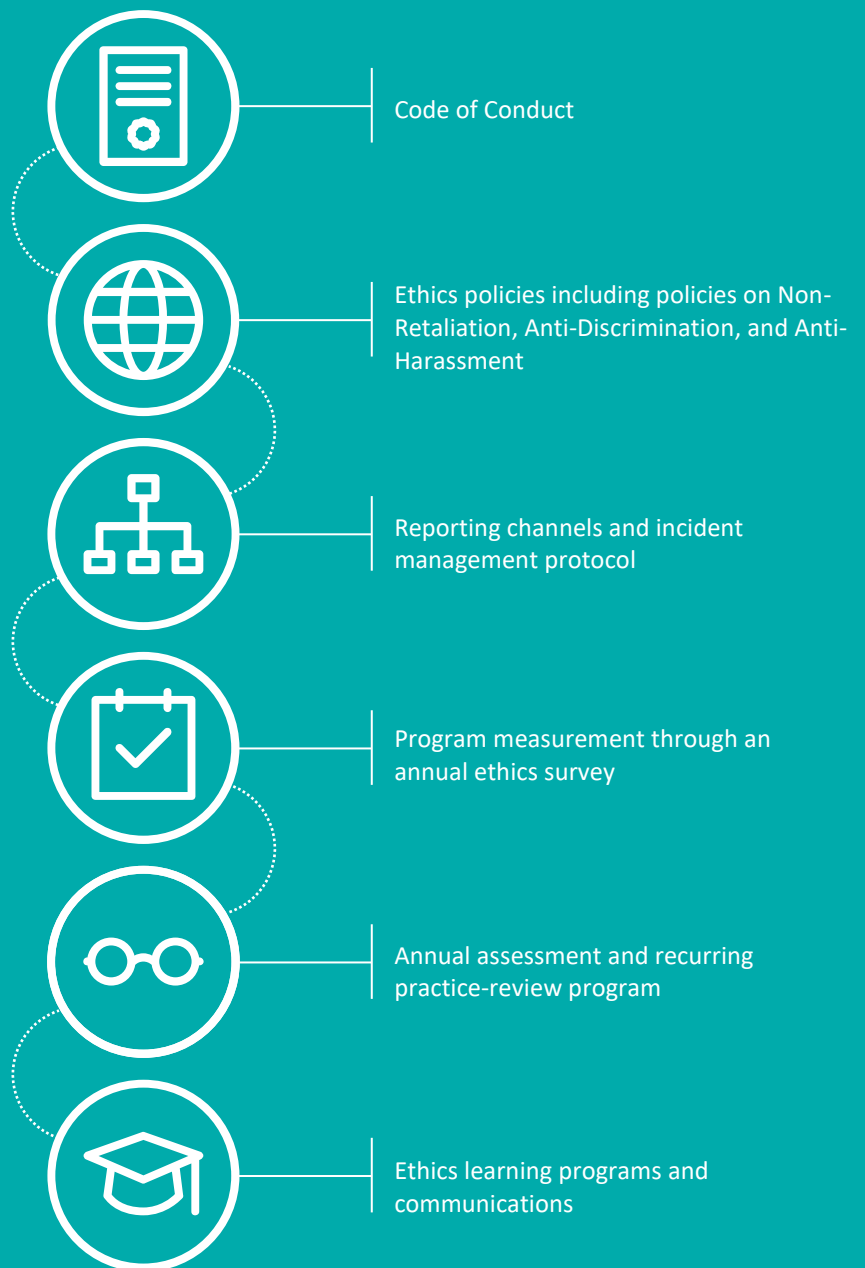 Code of Conduct
Ethics policies including policies on Non-
Retaliation, Anti-Discrimination, and Anti-
Harassment
Reporting channels and incident
management protocol
Program measurement through an
annual ethics survey
Annual assessment and recurring
practice-review program
Ethics learning programs and
communications